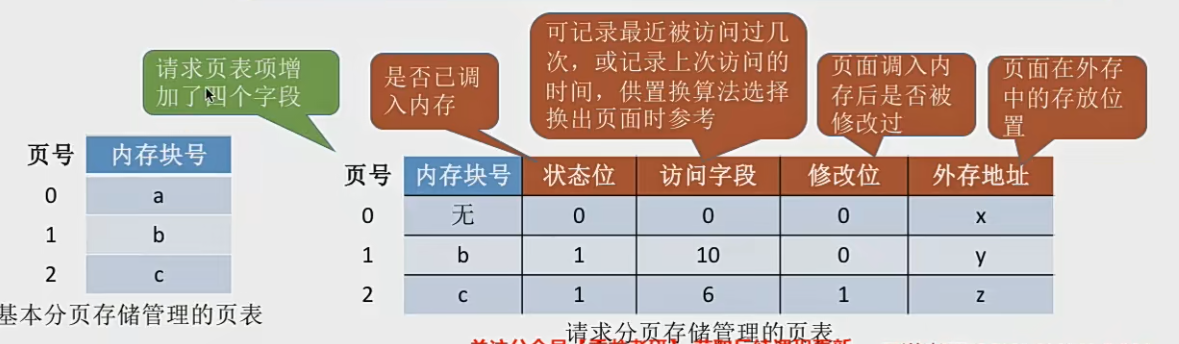 请求页表项增
加了四个字段
是否已调
入内存
可记录最近被访问过几
次，或记录上次访问的
时间，供置换算法选择
换出页面时参考
页面调入内
存后是否被
修改过
页面在外存
中的存放位
置
页号 内存块号
0 a
1 b
2 c
基本分页存储管理的页表
页号 内存块号 状态位 访问字段 修改位 外存地址
0 无 0 0 0 x
1 b 1 10 0 y
2 c 1 6 1 z
请求分页存储管理的页表